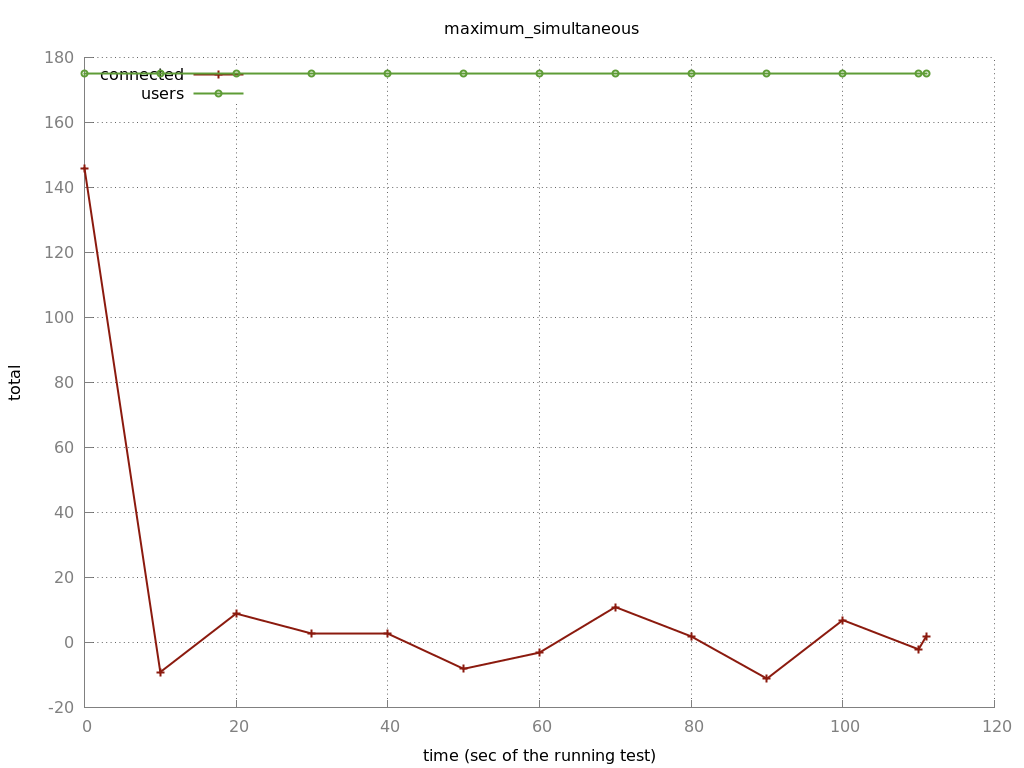 maximum_simultaneous
180
160
140
120
100
80
60
40
20
0
-20
connected
users
total
0 20 40 60 80 100 120
time (sec of the running test)